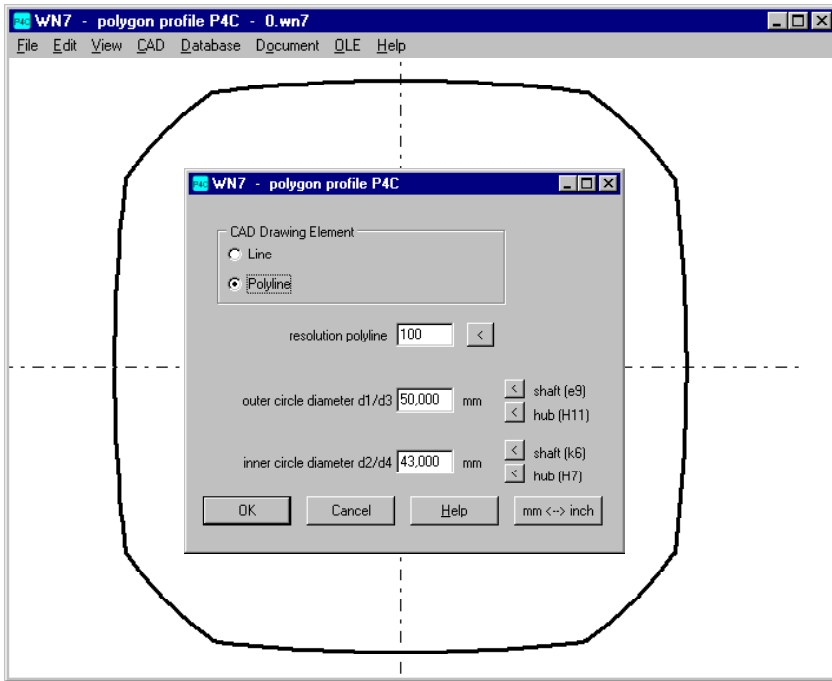 P4C WN7 - polygon profile P4C - 0.wn7
File Edit View CAD Database Document OLE Help
P4C WN7 - polygon profile P4C
CAD Drawing Element
Line
Polyline
resolution polyline 100 <
outer circle diameter d1/d3 50,000 mm < shaft (e9)
< hub (H11)
inner circle diameter d2/d4 43,000 mm < shaft (k6)
< hub (H7)
OK Cancel Help mm <--> inch